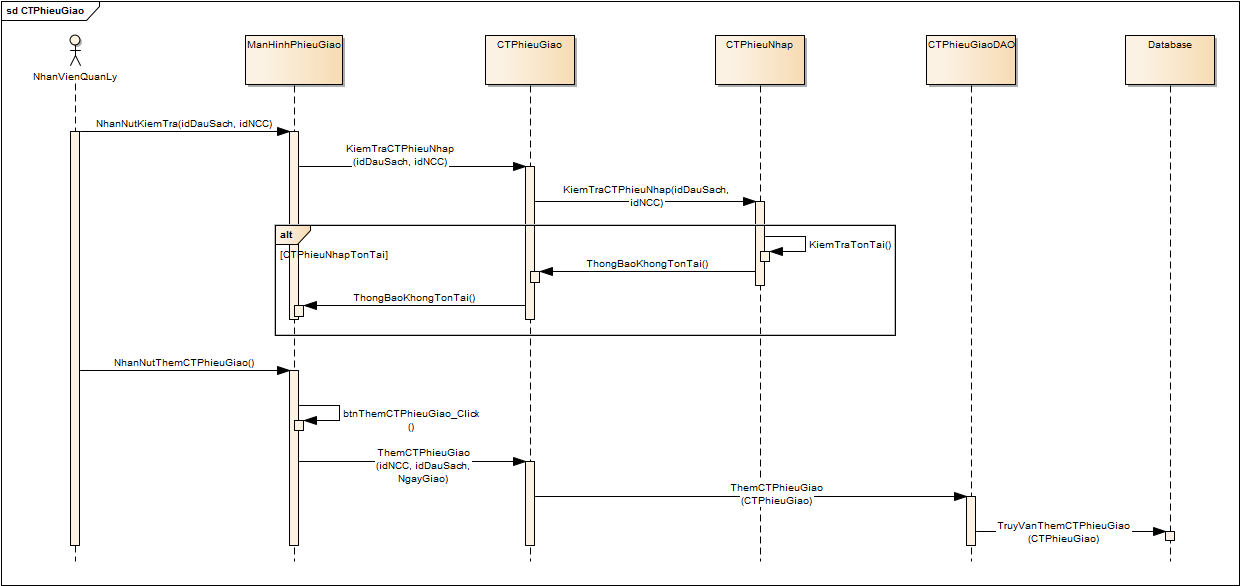 sd CTPhieuGiao
NhanVienQuanLy
ManHinhPhieuGiao
CTPhieuGiao
CTPhieuNhap
CTPhieuGiaoDAO
Database
NhanNutKiemTra(idDauSach, idNCC)
KiemTraCTPhieuNhap
(idDauSach, idNCC)
KiemTraCTPhieuNhap(idDauSach,
idNCC)
alt
[CTPhieuNhapTonTai]
KiemTraTonTai()
ThongBaoKhongTonTai()
ThongBaoKhongTonTai()
NhanNutThemCTPhieuGiao()
btnThemCTPhieuGiao_Click
()
ThemCTPhieuGiao
(idNCC, idDauSach,
NgayGiao)
ThemCTPhieuGiao
(CTPhieuGiao)
TruyVanThemCTPhieuGiao
(CTPhieuGiao)